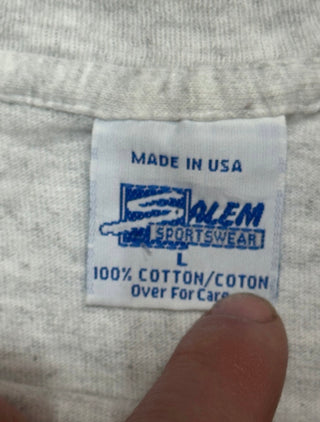 MADE IN USA
SALEM
SPORTSWEAR
L
100% COTTON/COTON
Over For Care